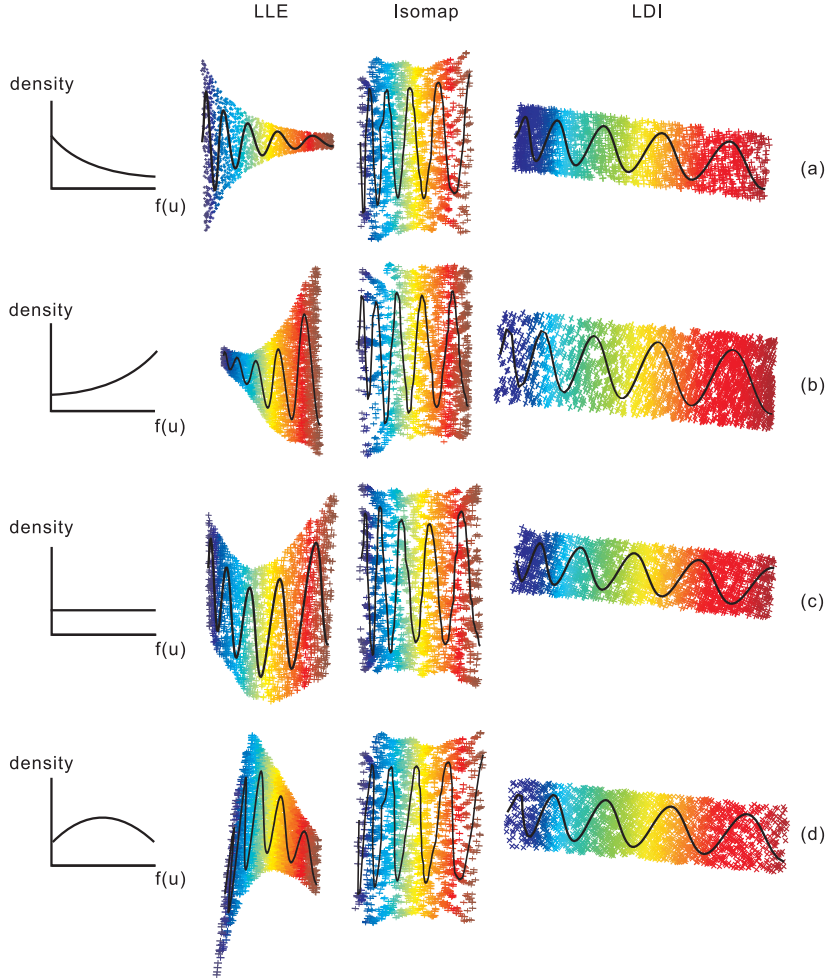 LLE Isomap LDI
density
f(u)
(a)
density
f(u)
(b)
density
f(u)
(c)
density
f(u)
(d)